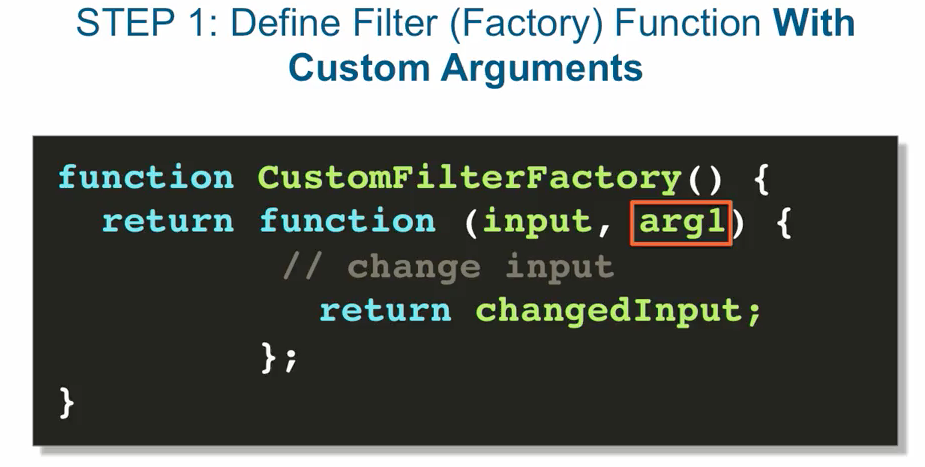 STEP 1: Define Filter (Factory) Function With
Custom Arguments
function CustomFilterFactory() {
return function (input, arg1) {
// change input
return changedInput;
};
}